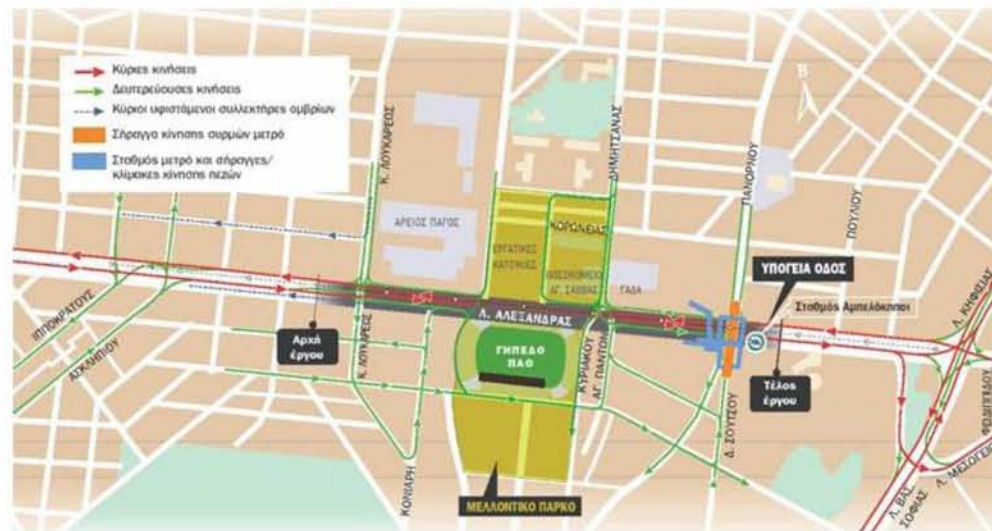 Κύριες κινήσεις
Δευτερεύουσες κινήσεις
Κύριοι υφιστάμενοι συλλεκτήρες ομβρίων
Σήραγγα κίνησης συρμών μετρό
Σταθμός μετρό και σήραγγες/
κλίμακες κίνησης πεζών
Β
Κ. ΛΟΥΚΑΡΕΩΣ
ΔΗΜΗΤΣΑΝΑΣ
ΠΑΝΟΡΜΟΥ
ΠΟΥΛΙΟΥ
ΑΡΕΙΟΣ ΠΑΓΟΣ
ΕΡΓΑΤΙΚΕΣ
ΚΑΤΟΙΚΙΕΣ
ΚΟΡΩΝΕΙΑΣ
ΝΟΣΟΚΟΜΕΙΟ
ΑΓ. ΣΑΒΒΑΣ
ΓΑΔΑ
ΥΠΟΓΕΙΑ ΟΔΟΣ
Σταθμός Αμπελόκηποι
Λ. ΚΗΦΙΣΙΑΣ
ΙΠΠΟΚΡΑΤΟΥΣ
ΑΣΚΛΗΠΙΟΥ
Αρχή
έργου
Κ. ΛΟΥΚΑΡΕΩΣ
Λ. ΑΛΕΞΑΝΔΡΑΣ
ΓΗΠΕΔΟ
ΠΑΟ
ΚΥΡΙΑΚΟΥ
ΑΓ. ΠΑΝΤΩΝ
Δ. ΣΟΥΤΣΟΥ
Τέλος
έργου
ΦΕΙΔΙΠΠΙΔΟΥ
ΚΟΝΙΑΡΗ
ΜΕΛΛΟΝΤΙΚΟ ΠΑΡΚΟ
Λ. ΒΑΣ.
ΣΟΦΙΑΣ
Λ. ΜΕΣΟΓΕΙΩΝ